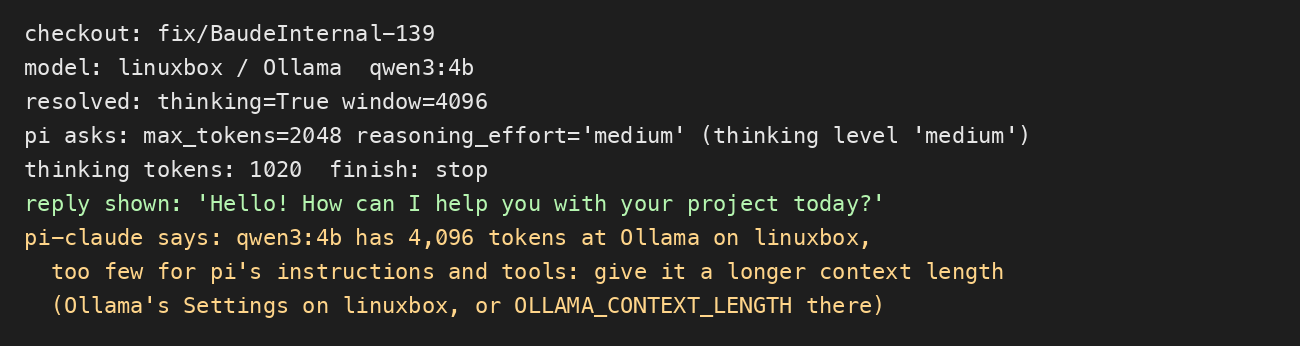 checkout: fix/BaudeInternal-139
model: linuxbox / Ollama  qwen3:4b
resolved: thinking=True window=4096
pi asks: max_tokens=2048 reasoning_effort='medium' (thinking level 'medium')
thinking tokens: 1020  finish: stop
reply shown: 'Hello! How can I help you with your project today?'
pi-claude says: qwen3:4b has 4,096 tokens at Ollama on linuxbox,
  too few for pi's instructions and tools: give it a longer context length
  (Ollama's Settings on linuxbox, or OLLAMA_CONTEXT_LENGTH there)